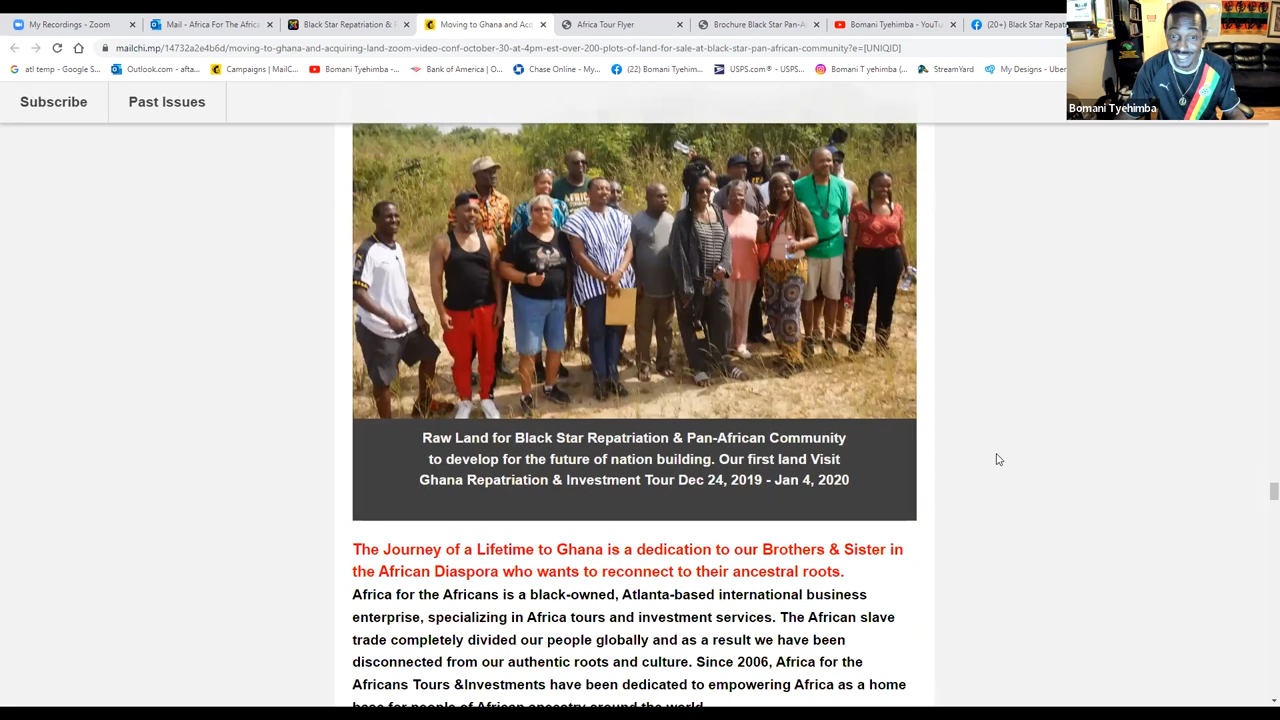 My Recordings - Zoom
Mail - Africa For The African
Black Star Repatriation & F
Moving to Ghana and Acq
Africa Tour Flyer
Brochure Black Star Pan-A
Bomani Tyehimba - YouTu
(20+) Black Star Repat
mailchi.mp/14732a2e4b6d/moving-to-ghana-and-acquiring-land-zoom-video-conf-october-30-at-4pm-est-over-200-plots-of-land-for-sale-at-black-star-pan-african-community?e=[UNIQID]
atl temp - Google S...
Outlook.com - afta...
Campaigns | MailC...
Bomani Tyehimba -...
Bank of America | O...
Chase Online - My...
(22) Bomani Tyehim...
USPS.com® - USPS...
Bomani T yehimba (...
StreamYard
My Designs - Uber
Bomani Tyehimba
Subscribe
Past Issues
Raw Land for Black Star Repatriation & Pan-African Community
to develop for the future of nation building. Our first land Visit
Ghana Repatriation & Investment Tour Dec 24, 2019 - Jan 4, 2020
The Journey of a Lifetime to Ghana is a dedication to our Brothers & Sister in
the African Diaspora who wants to reconnect to their ancestral roots.
Africa for the Africans is a black-owned, Atlanta-based international business
enterprise, specializing in Africa tours and investment services. The African slave
trade completely divided our people globally and as a result we have been
disconnected from our authentic roots and culture. Since 2006, Africa for the
Africans Tours &Investments have been dedicated to empowering Africa as a home
base for people of African ancestry around the world.